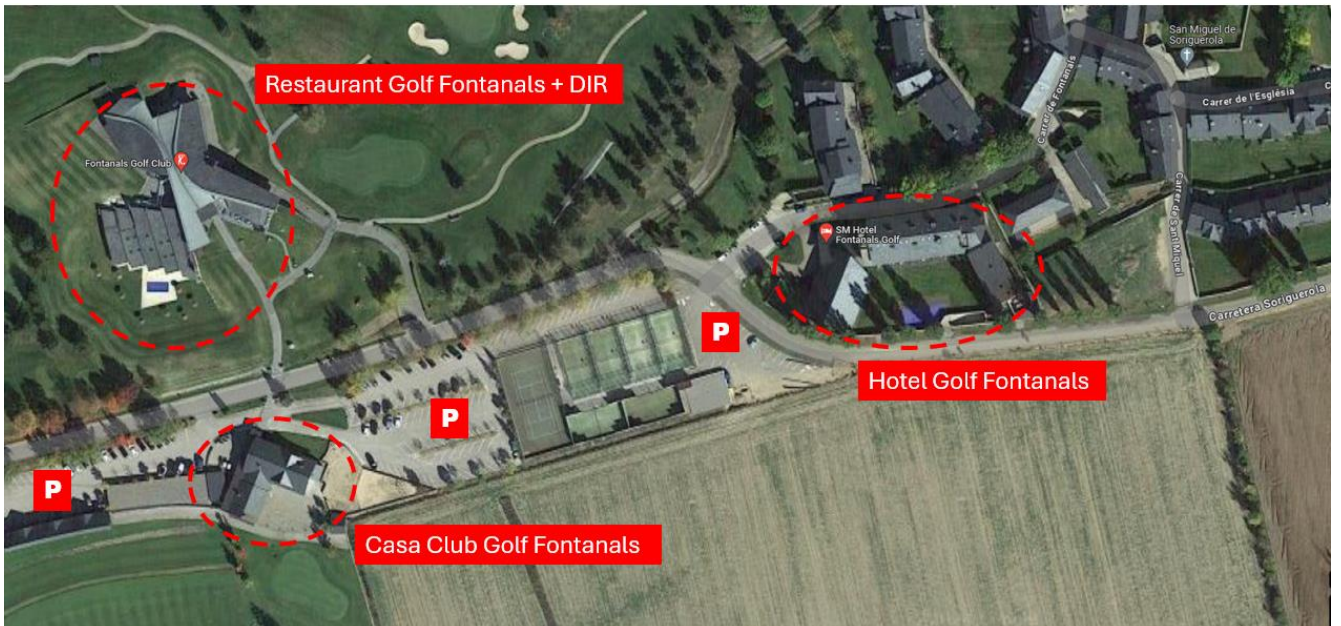 San Miguel de
Soriguerola
Restaurant Golf Fontanals + DIR
Carrer de Fontanals
Carrer de l'Església
Fontanals Golf Club
Carrer de Sant Miquel
SM Hotel
Fontanals Golf
Carretera Soriguerola
P
Hotel Golf Fontanals
P
P
Casa Club Golf Fontanals